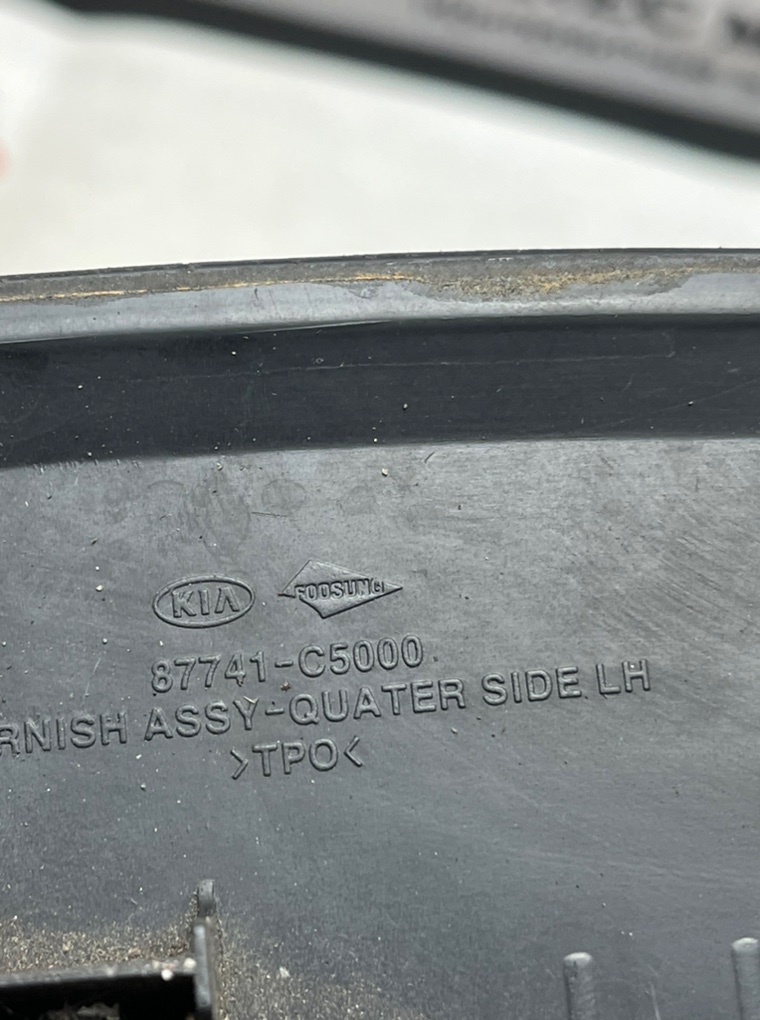 KIA FOOSUNG
87741-C5000
RNISH ASSY-QUATER SIDE LH
>TPO<